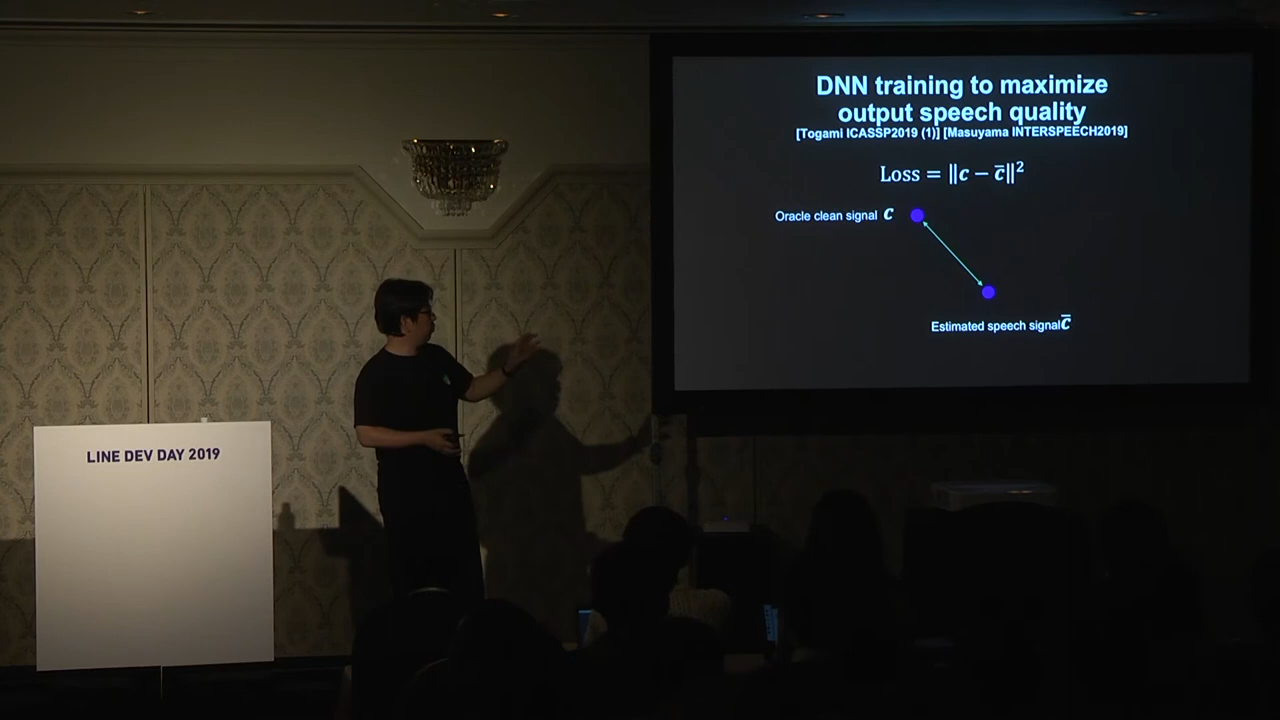 LINE DEV DAY 2019
DNN training to maximize
output speech quality
[Togami ICASSP2019 (1)] [Masuyama INTERSPEECH2019]
Loss = ‖c − c̄‖²
Oracle clean signal c
Estimated speech signal c̄